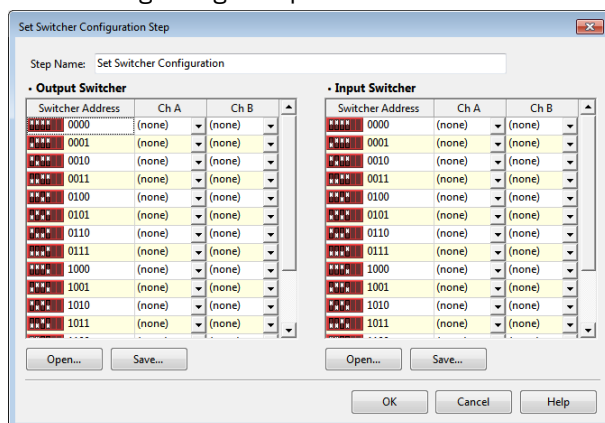 Set Switcher Configuration Step
Step Name: Set Switcher Configuration
• Output Switcher
Switcher Address Ch A Ch B
0000 (none) (none)
0001 (none) (none)
0010 (none) (none)
0011 (none) (none)
0100 (none) (none)
0101 (none) (none)
0110 (none) (none)
0111 (none) (none)
1000 (none) (none)
1001 (none) (none)
1010 (none) (none)
1011 (none) (none)
Open... Save...
• Input Switcher
Switcher Address Ch A Ch B
0000 (none) (none)
0001 (none) (none)
0010 (none) (none)
0011 (none) (none)
0100 (none) (none)
0101 (none) (none)
0110 (none) (none)
0111 (none) (none)
1000 (none) (none)
1001 (none) (none)
1010 (none) (none)
1011 (none) (none)
Open... Save...
OK Cancel Help